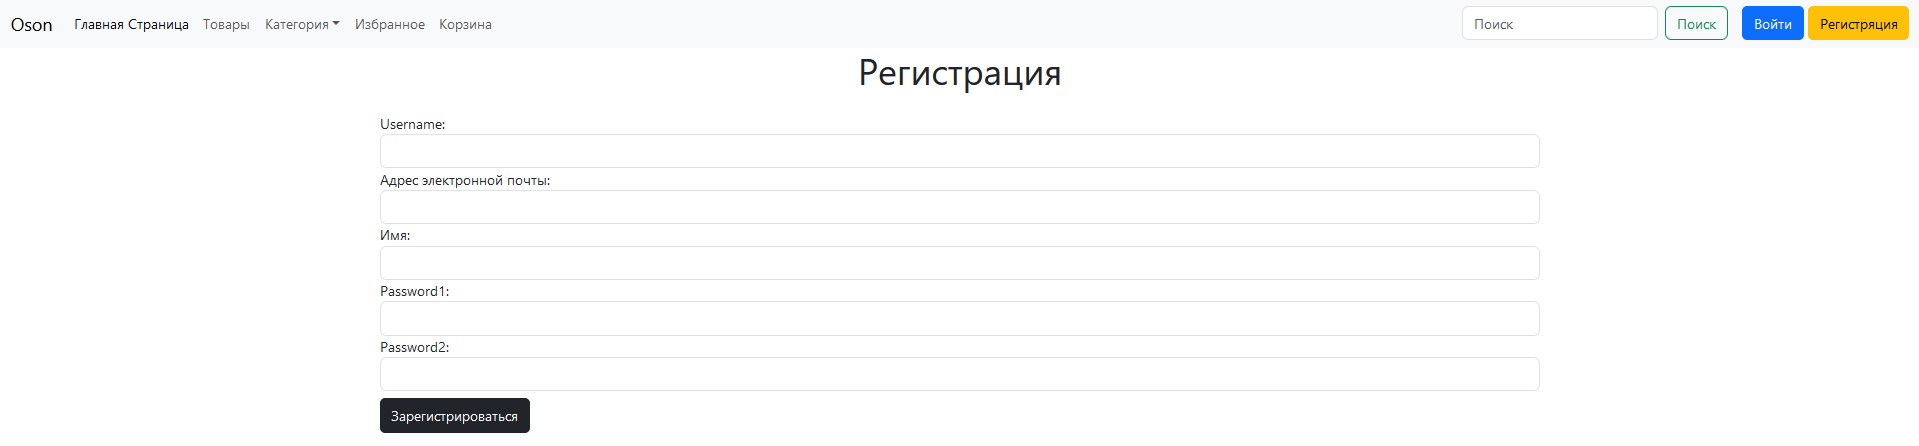 Oson Главная Страница Товары Категория Избранное Корзина Поиск Поиск Войти Регистряция
Регистрация
Username:
Адрес электронной почты:
Имя:
Password1:
Password2:
Зарегистрироваться